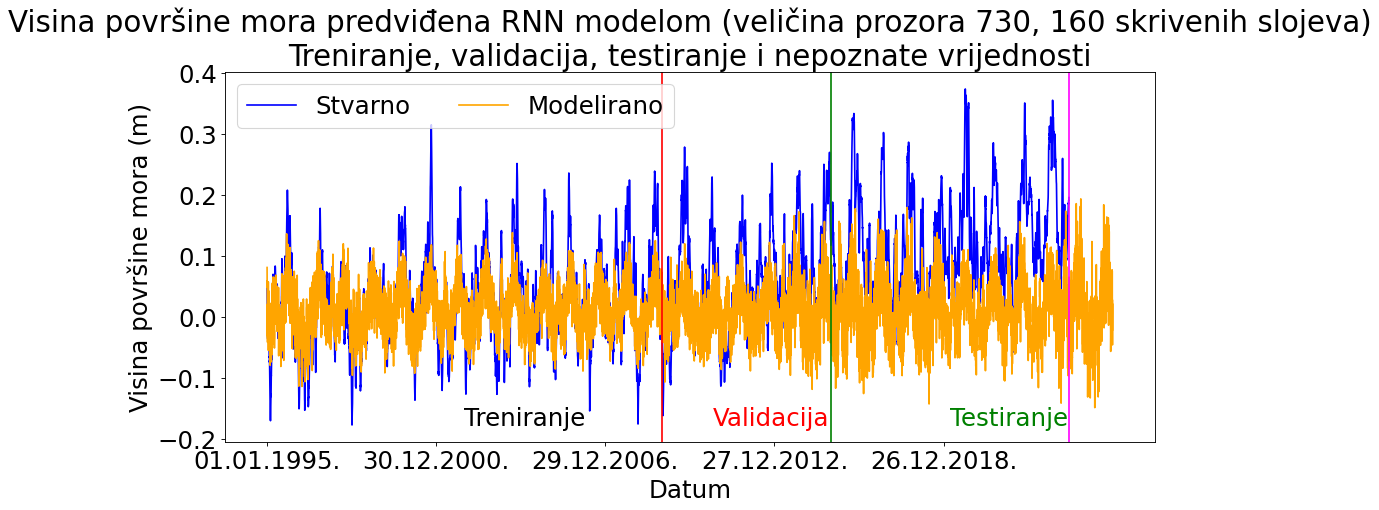 Visina površine mora predviđena RNN modelom (veličina prozora 730, 160 skrivenih slojeva)
Treniranje, validacija, testiranje i nepoznate vrijednosti
Stvarno Modelirano
Visina površine mora (m)
0.4
0.3
0.2
0.1
0.0
−0.1
−0.2
Treniranje Validacija Testiranje
01.01.1995. 30.12.2000. 29.12.2006. 27.12.2012. 26.12.2018.
Datum